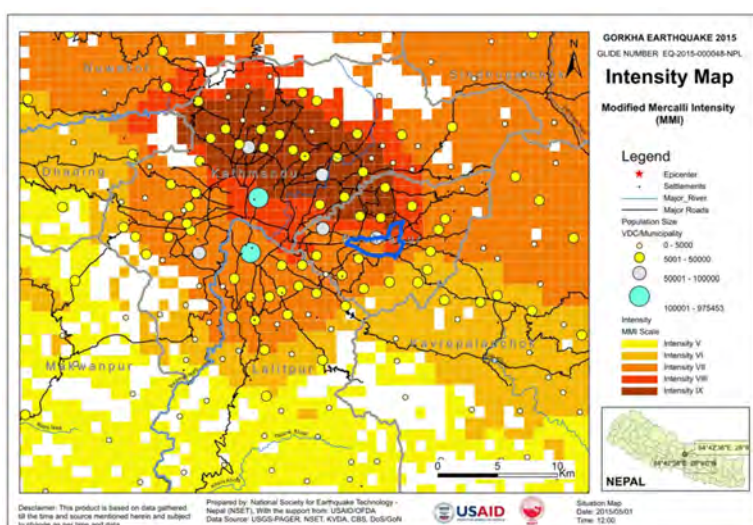 GORKHA EARTHQUAKE 2015
GLIDE NUMBER EQ-2015-000048-NPL
Intensity Map
Modified Mercalli Intensity
(MMI)
Legend
Epicenter
Settlements
Major_River
Major Roads
Population Size
VDC/Municipality
0 - 5000
5001 - 50000
50001 - 100000
100001 - 975453
Intensity
MMI Scale
Intensity V
Intensity VI
Intensity VII
Intensity VIII
Intensity IX
N
Dhading
Kathmandu
Kavrepalanchok
Makwanpur
Lalitpur
0 5 10
Km
NEPAL
Disclaimer: This product is based on data gathered
till the time and source mentioned herein and subject
Prepared by: National Society for Earthquake Technology -
Nepal (NSET), With the support from: USAID/OFDA
Data Source: USGS-PAGER, NSET, KVDA, CBS, DoS/GoN
USAID
Situation Map
Date: 2015/05/01
Time: 12:00